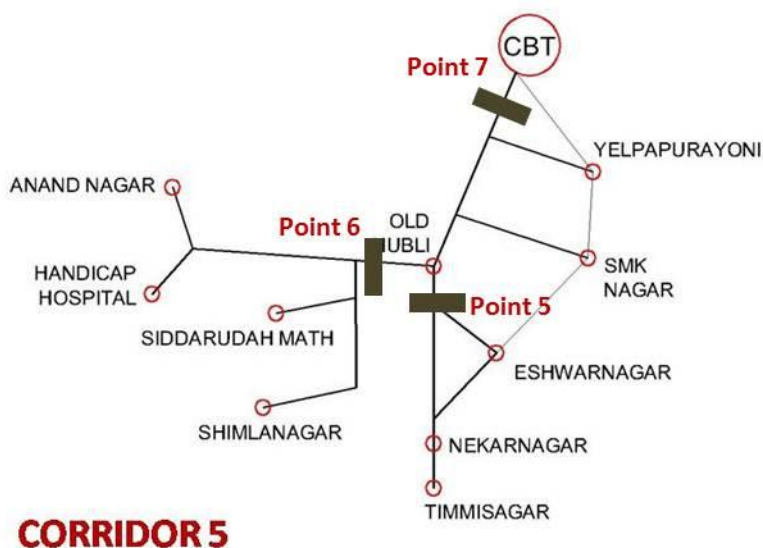 CBT
Point 7
YELPAPURAYONI
ANAND NAGAR
OLD
Point 6
IUBLI
HANDICAP
HOSPITAL
SMK
NAGAR
Point 5
SIDDARUDAH MATH
ESHWARNAGAR
SHIMLANAGAR
NEKARNAGAR
TIMMISAGAR
CORRIDOR 5